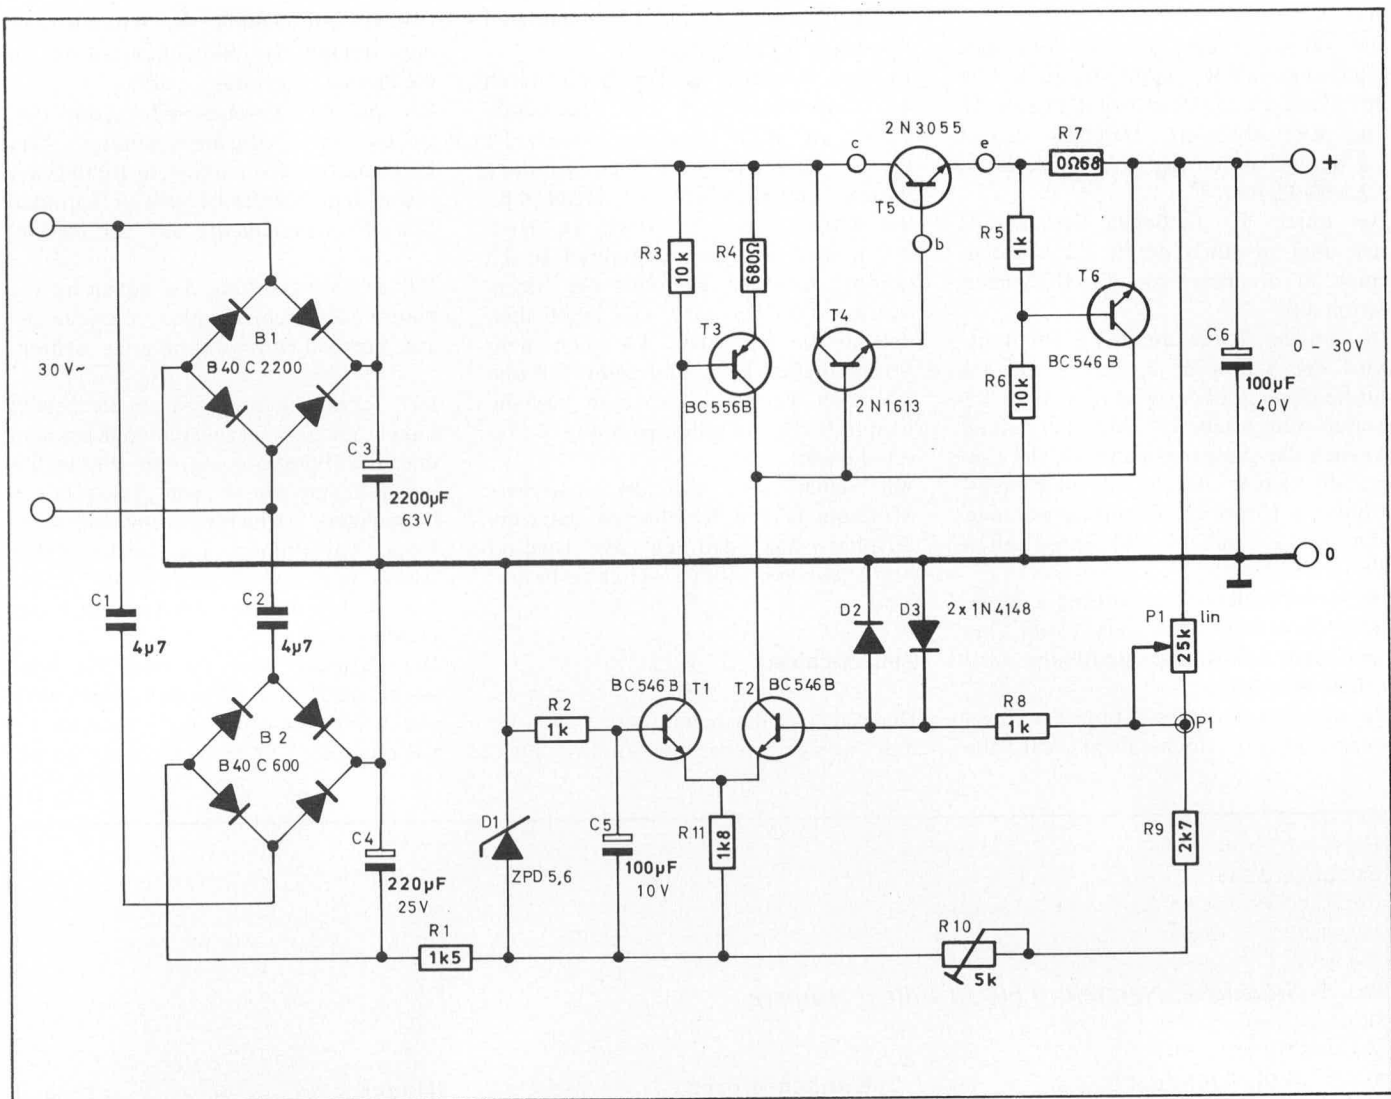 2N3055
R7
0Ω68
c
e
+
T5
b
R3
10k
R4
680Ω
R5
1k
T6
T3
T4
B1
30V~
B40C2200
C6
0 – 30V
BC546B
100µF
40V
R6
10k
BC556B
2N1613
C3
2200µF
63V
0
C1
4µ7
C2
4µ7
D2
D3
2x1N4148
P1
lin
25k
BC546B
T1
T2
BC546B
R2
1k
R8
1k
P1
B2
B40C600
D1
ZPD5,6
C5
100µF
10V
R11
1k8
R9
2k7
C4
220µF
25V
R1
1k5
R10
5k